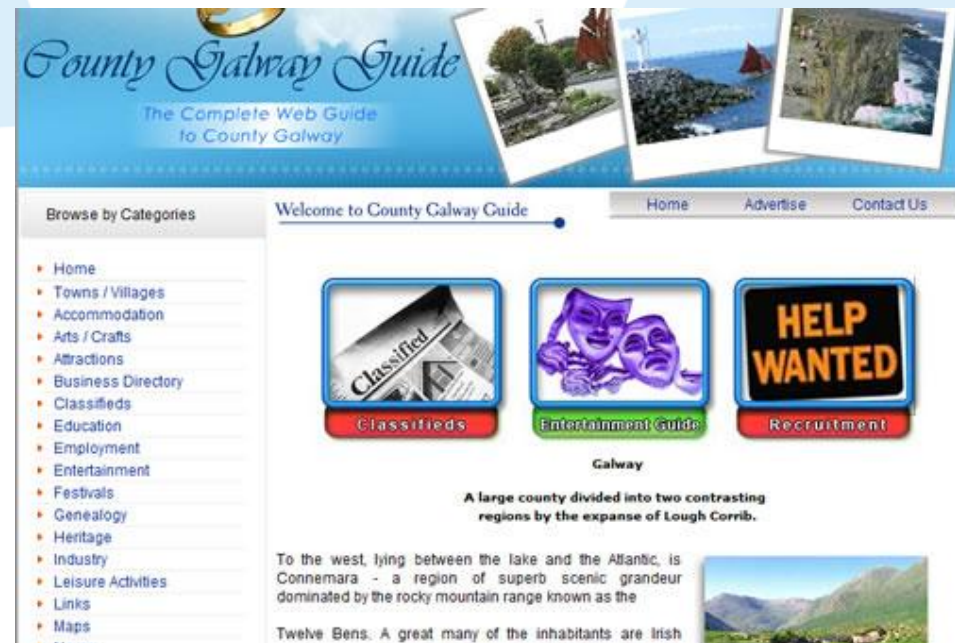 County Galway Guide
The Complete Web Guide
to County Galway
Browse by Categories
Welcome to County Galway Guide
Home
Advertise
Contact Us
Home
Towns / Villages
Accommodation
Arts / Crafts
Attractions
Business Directory
Classifieds
Education
Employment
Entertainment
Festivals
Genealogy
Heritage
Industry
Leisure Activities
Links
Maps
Classified
HELP
WANTED
Classifieds
Entertainment Guide
Recruitment
Galway
A large county divided into two contrasting
regions by the expanse of Lough Corrib.
To the west, lying between the lake and the Atlantic, is
Connemara - a region of superb scenic grandeur
dominated by the rocky mountain range known as the
Twelve Bens. A great many of the inhabitants are Irish